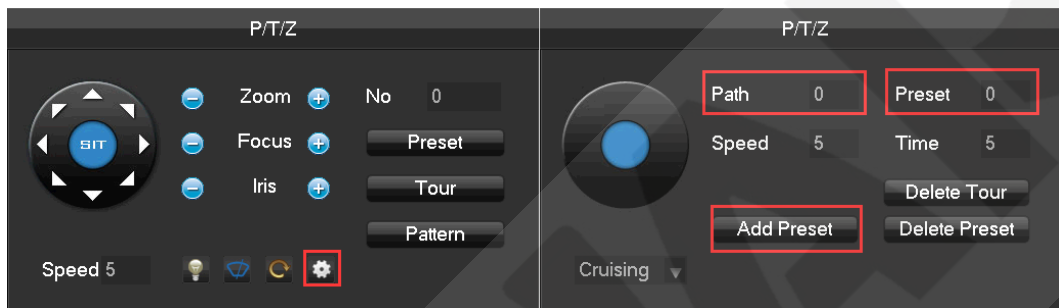 P/T/Z
Zoom No 0
SIT Focus Preset
Iris Tour
Pattern
Speed 5
P/T/Z
Path 0 Preset 0
Speed 5 Time 5
Delete Tour
Add Preset Delete Preset
Cruising